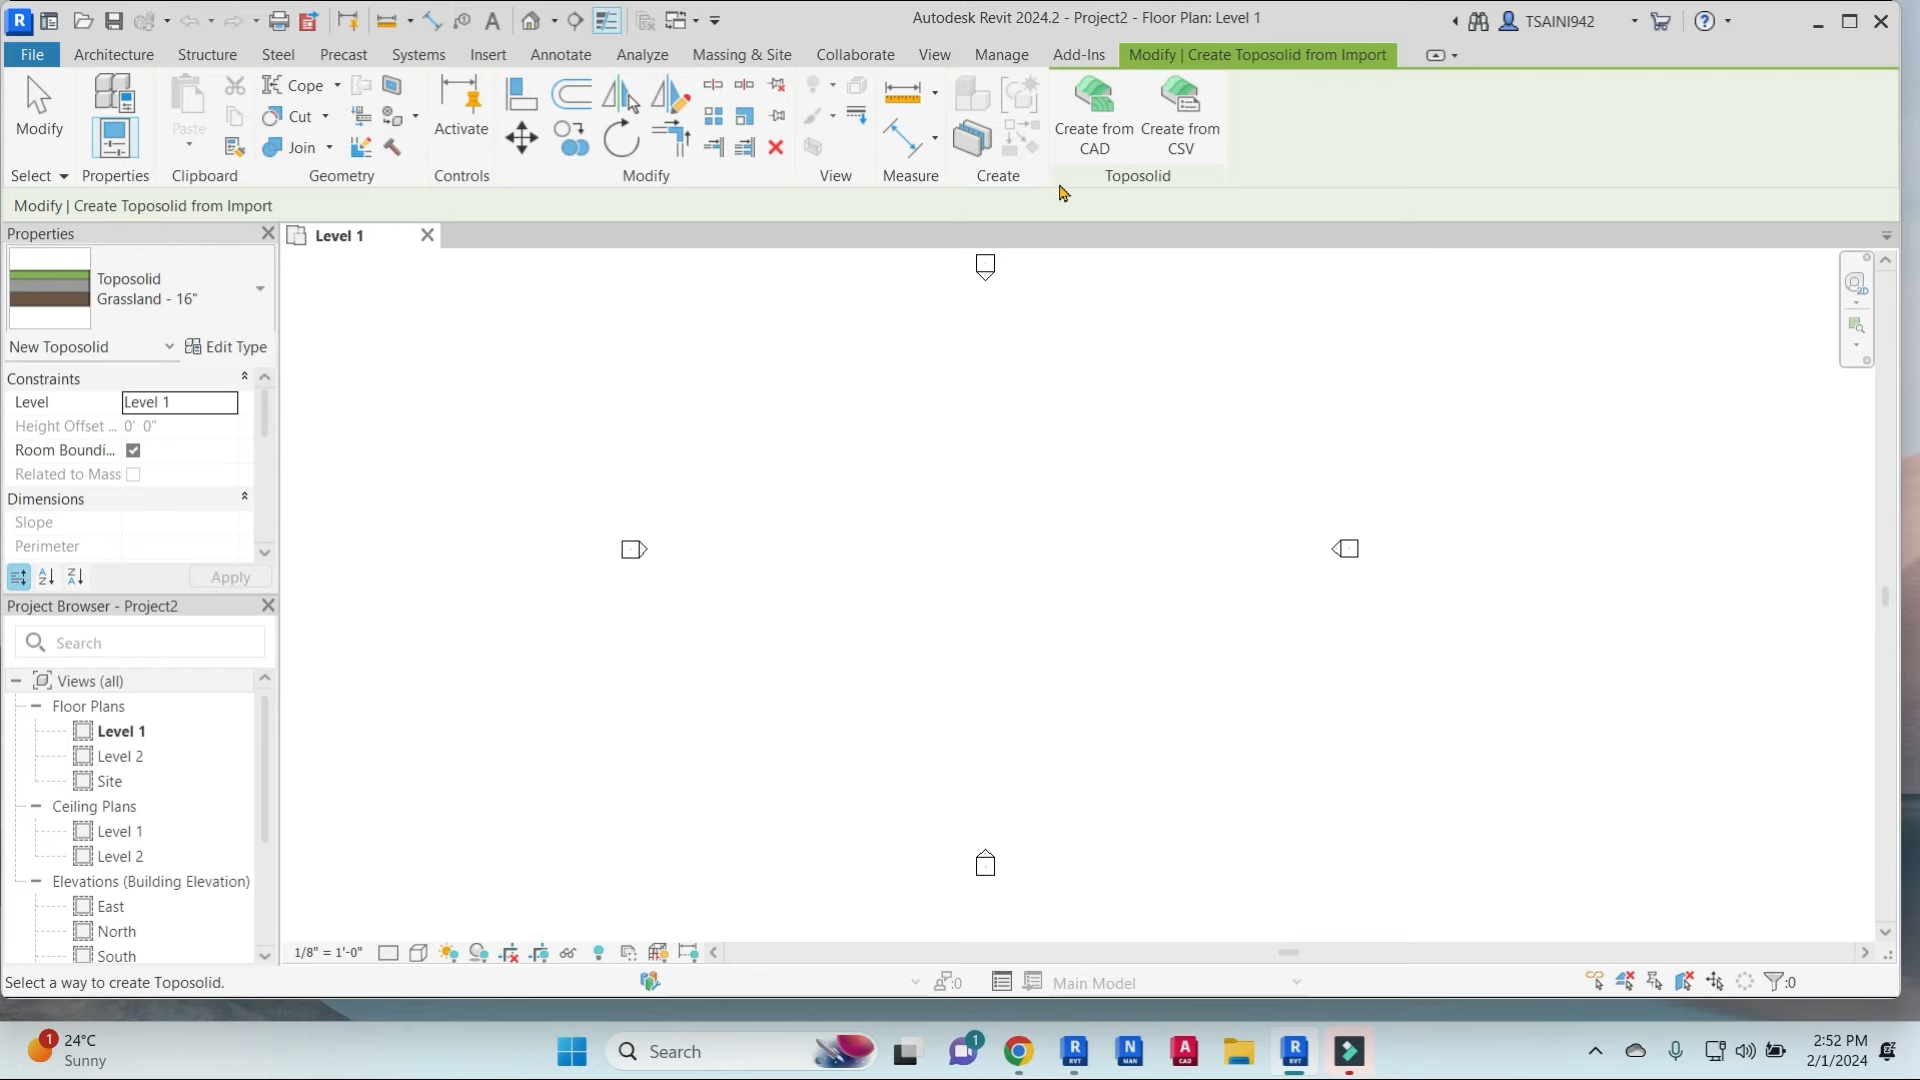 Autodesk Revit 2024.2 - Project2 - Floor Plan: Level 1
TSAINI942
File Architecture Structure Steel Precast Systems Insert Annotate Analyze Massing & Site Collaborate View Manage Add-Ins Modify | Create Toposolid from Import
Modify
Paste
Cope
Cut
Join
Activate
Create from CAD
Create from CSV
Select Properties Clipboard Geometry Controls Modify View Measure Create Toposolid
Modify | Create Toposolid from Import
Properties
Level 1
Toposolid
Grassland - 16"
New Toposolid Edit Type
Constraints
Level Level 1
Height Offset ... 0' 0"
Room Boundi...
Related to Mass
Dimensions
Slope
Perimeter
Apply
Project Browser - Project2
Search
Views (all)
Floor Plans
Level 1
Level 2
Site
Ceiling Plans
Level 1
Level 2
Elevations (Building Elevation)
East
North
South
1/8" = 1'-0"
Select a way to create Toposolid.
:0
Main Model
:0
1
24°C
Sunny
Search
1
R
RVT
N
MAN
A
CAD
R
RVT
2:52 PM
2/1/2024